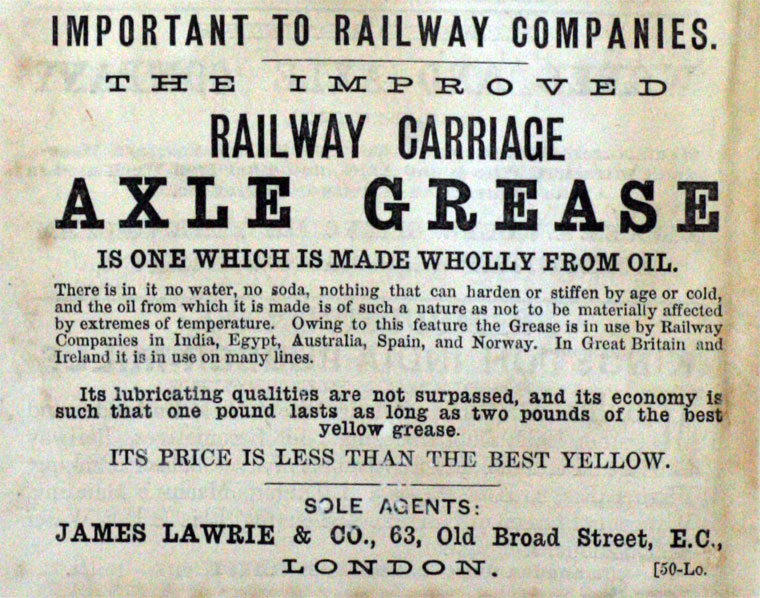 IMPORTANT TO RAILWAY COMPANIES.
THE IMPROVED
RAILWAY CARRIAGE
AXLE GREASE
IS ONE WHICH IS MADE WHOLLY FROM OIL.
There is in it no water, no soda, nothing that can harden or stiffen by age or cold,
and the oil from which it is made is of such a nature as not to be materially affected
by extremes of temperature. Owing to this feature the Grease is in use by Railway
Companies in India, Egypt, Australia, Spain, and Norway. In Great Britain and
Ireland it is in use on many lines.
Its lubricating qualities are not surpassed, and its economy is
such that one pound lasts as long as two pounds of the best
yellow grease.
ITS PRICE IS LESS THAN THE BEST YELLOW.
SOLE AGENTS:
JAMES LAWRIE & CO., 63, Old Broad Street, E.C.,
LONDON. [50-Lo.